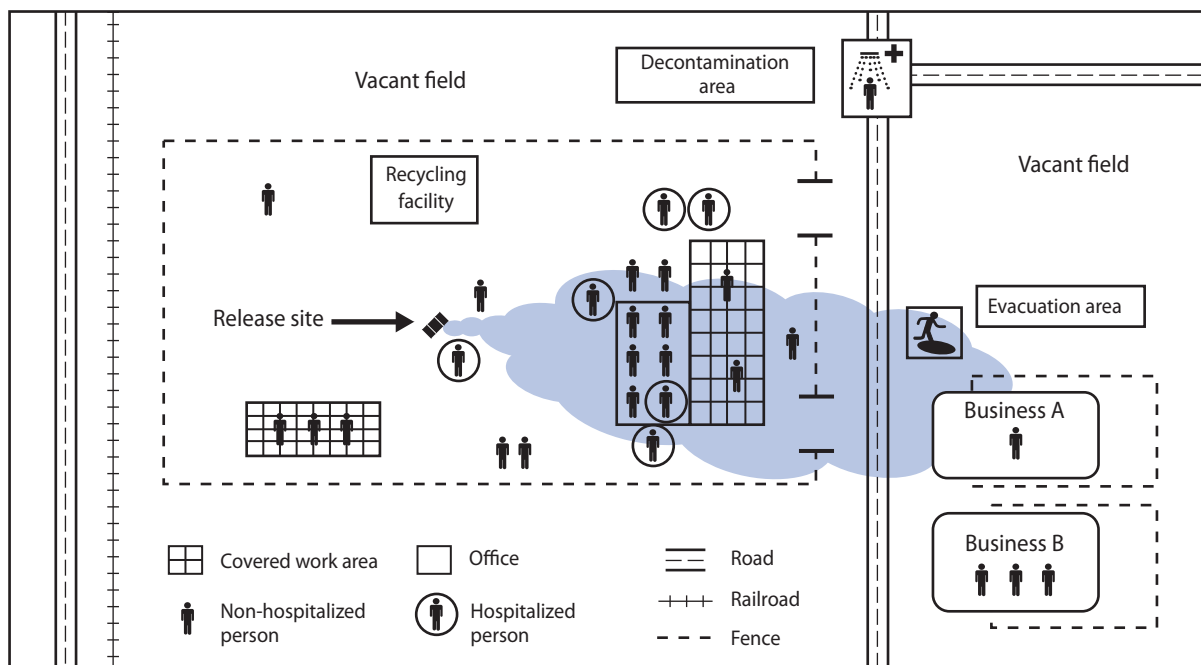 Vacant field
Decontamination
area
Vacant field
Recycling
facility
Release site
Evacuation area
Business A
Business B
Covered work area
Office
Road
Non-hospitalized
person
Hospitalized
person
Railroad
Fence